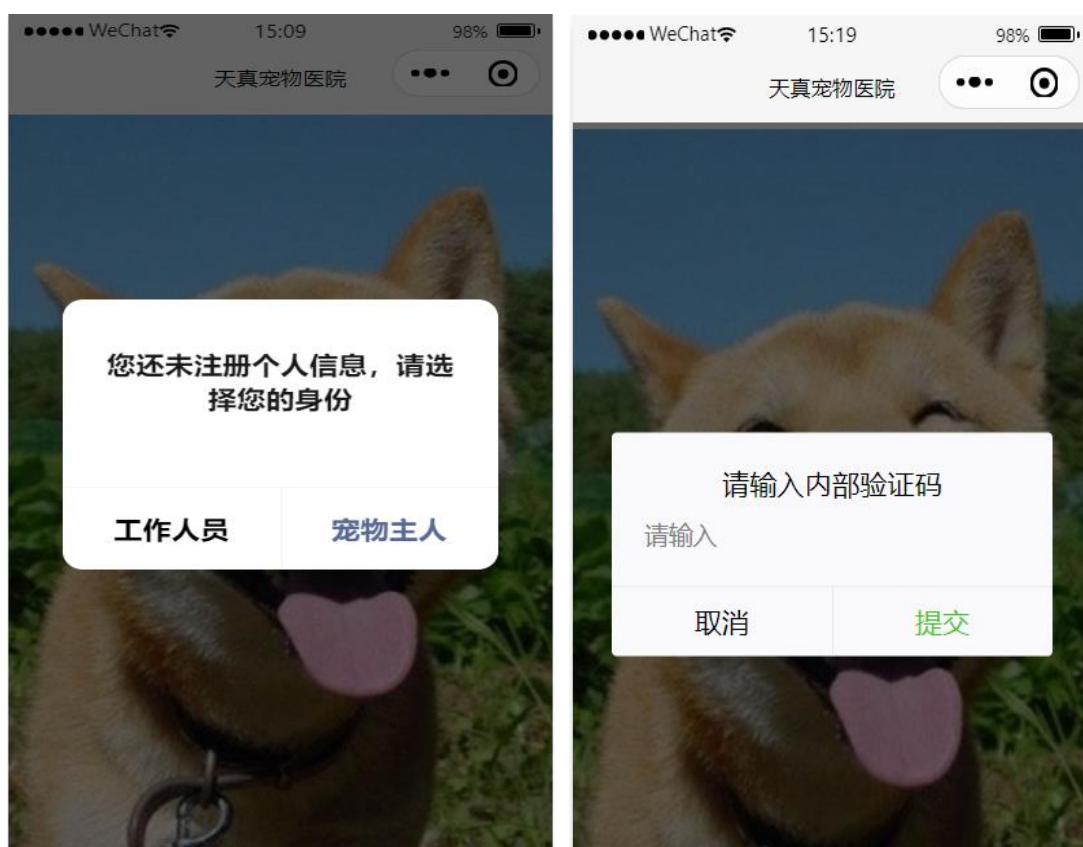 WeChat 15:09 98%
天真宠物医院
您还未注册个人信息，请选
择您的身份
工作人员 宠物主人
WeChat 15:19 98%
天真宠物医院
请输入内部验证码
请输入
取消 提交